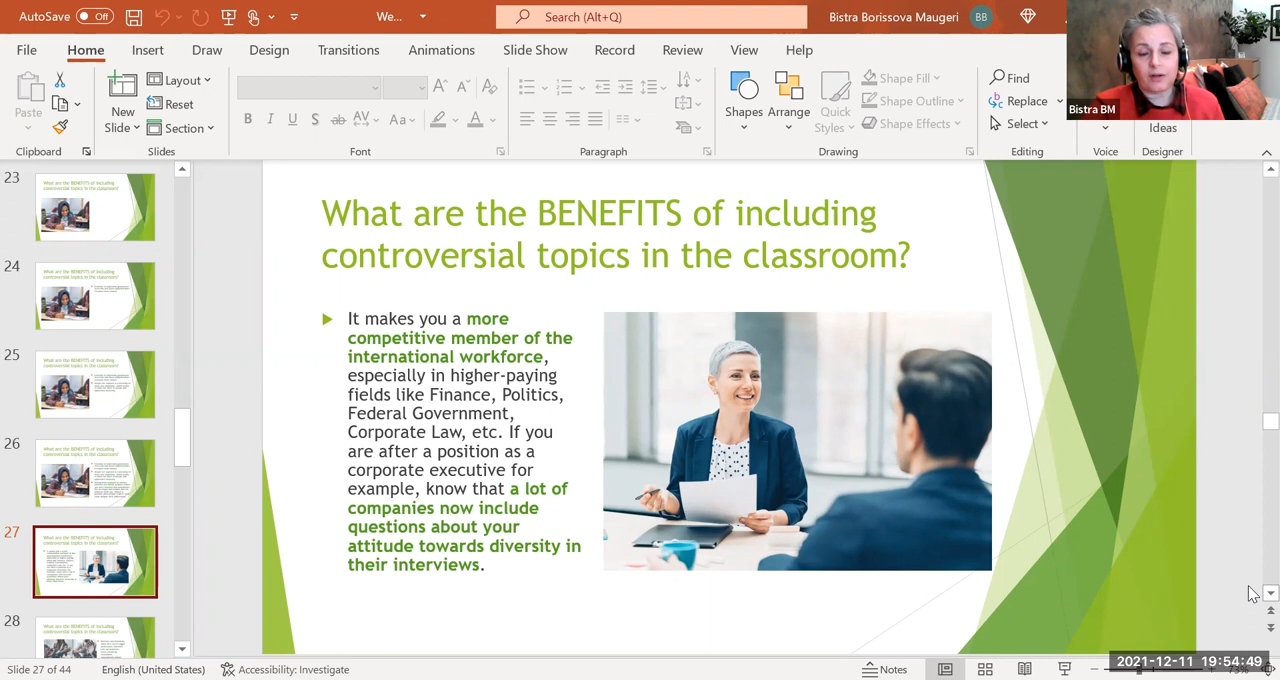 AutoSave Off We... Search (Alt+Q) Bistra Borissova Maugeri BB
File Home Insert Draw Design Transitions Animations Slide Show Record Review View Help
Bistra BM
Paste
New
Slide
Layout
Reset
Section
B I U S ab AV Aa A
Shapes
Arrange
Quick
Styles
Shape Fill
Shape Outline
Shape Effects
Find
Replace
Select
Ideas
Clipboard Slides Font Paragraph Drawing Editing Voice Designer
23
24
25
26
27
28
What are the BENEFITS of including
controversial topics in the classroom?
It makes you a more
competitive member of the
international workforce,
especially in higher-paying
fields like Finance, Politics,
Federal Government,
Corporate Law, etc. If you
are after a position as a
corporate executive for
example, know that a lot of
companies now include
questions about your
attitude towards diversity in
their interviews.
Slide 27 of 44 English (United States) Accessibility: Investigate Notes
2021-12-11 19:54:49